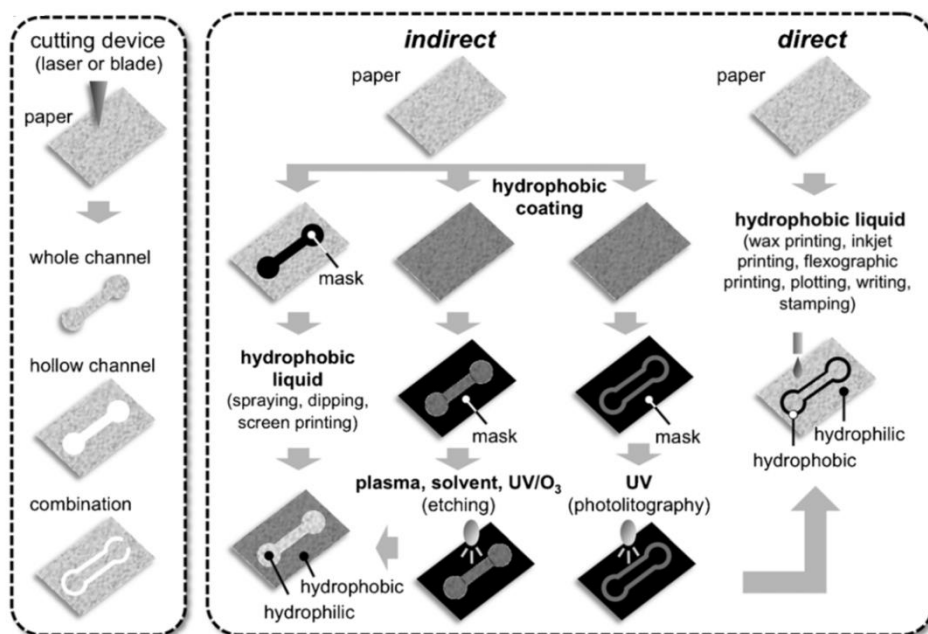 cutting device
(laser or blade)
paper
whole channel
hollow channel
combination
indirect
paper
hydrophobic
coating
mask
hydrophobic
liquid
(spraying, dipping,
screen printing)
mask
mask
plasma, solvent, UV/O3
(etching)
UV
(photolitography)
hydrophobic
hydrophilic
direct
paper
hydrophobic liquid
(wax printing, inkjet
printing, flexographic
printing, plotting, writing,
stamping)
hydrophilic
hydrophobic